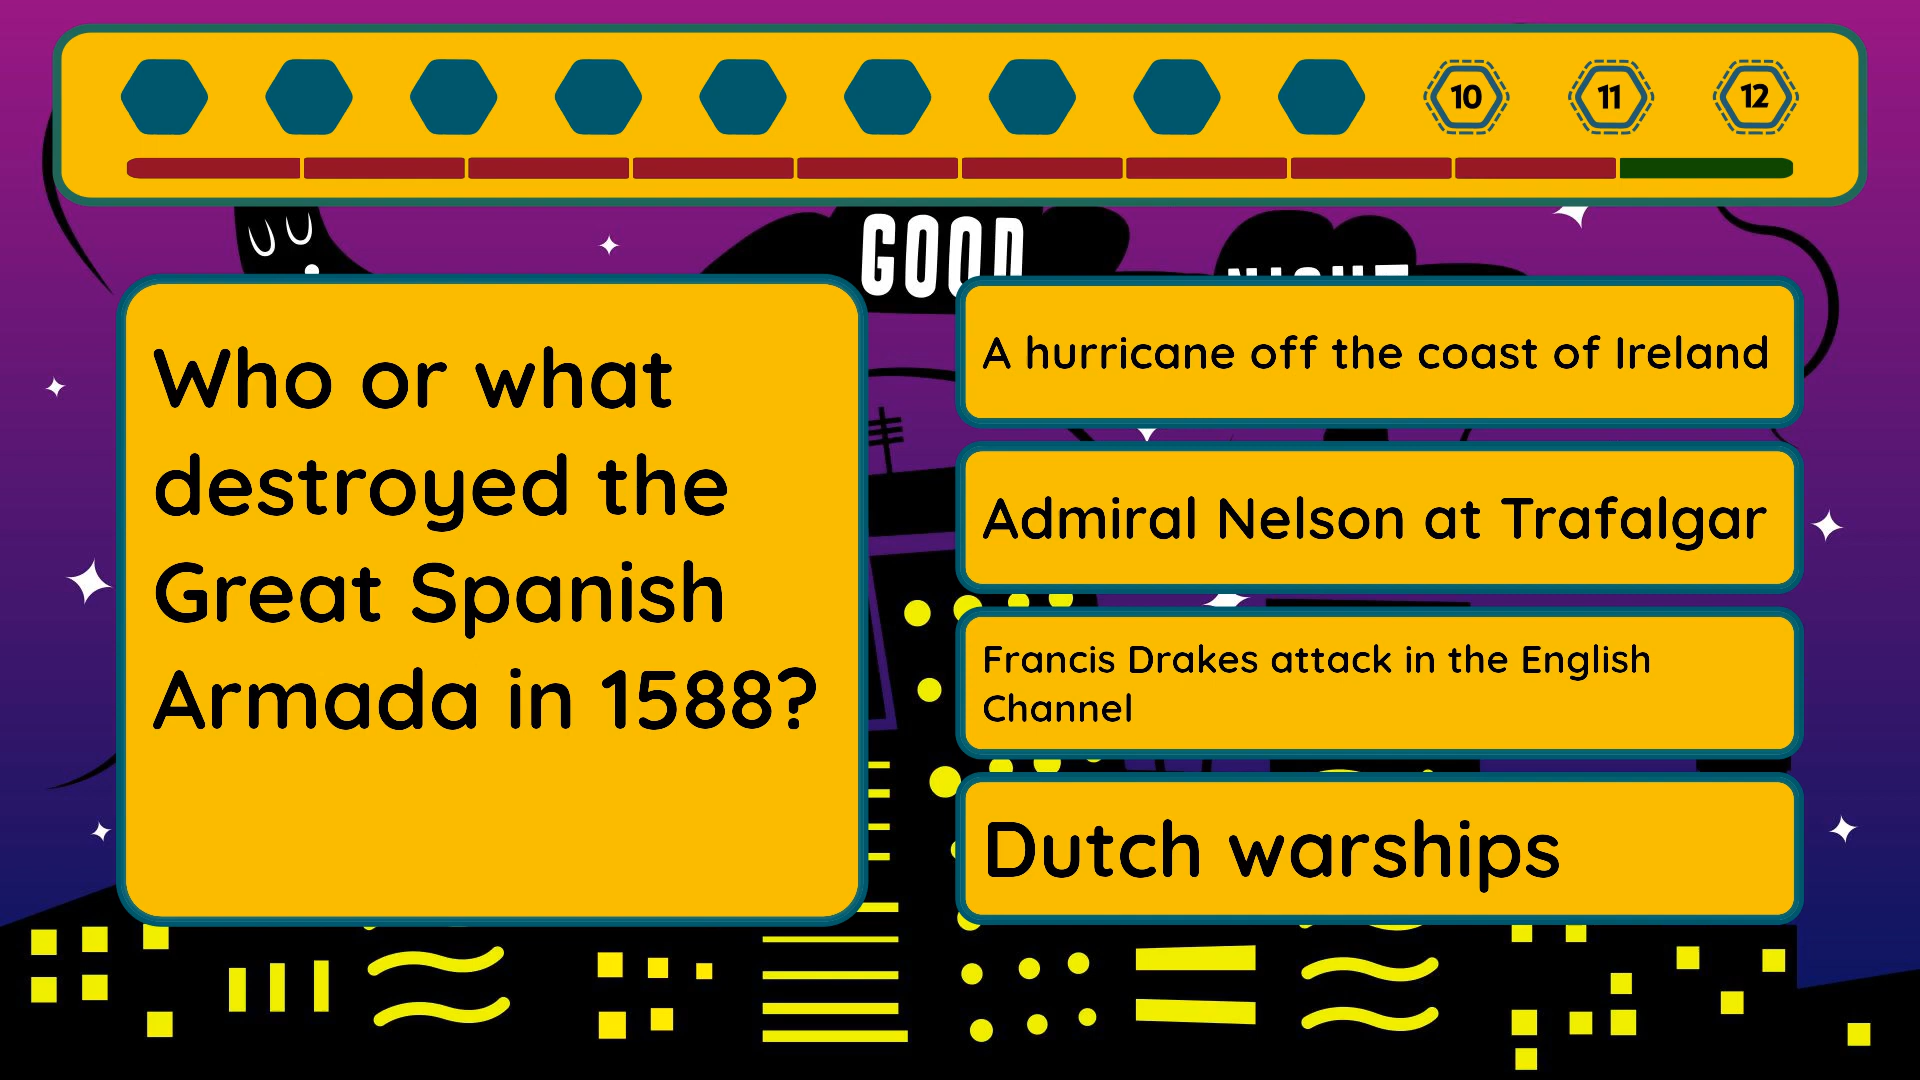 10
11
12
GOOD
NIGHT
Who or what
destroyed the
Great Spanish
Armada in 1588?
A hurricane off the coast of Ireland
Admiral Nelson at Trafalgar
Francis Drakes attack in the English
Channel
Dutch warships